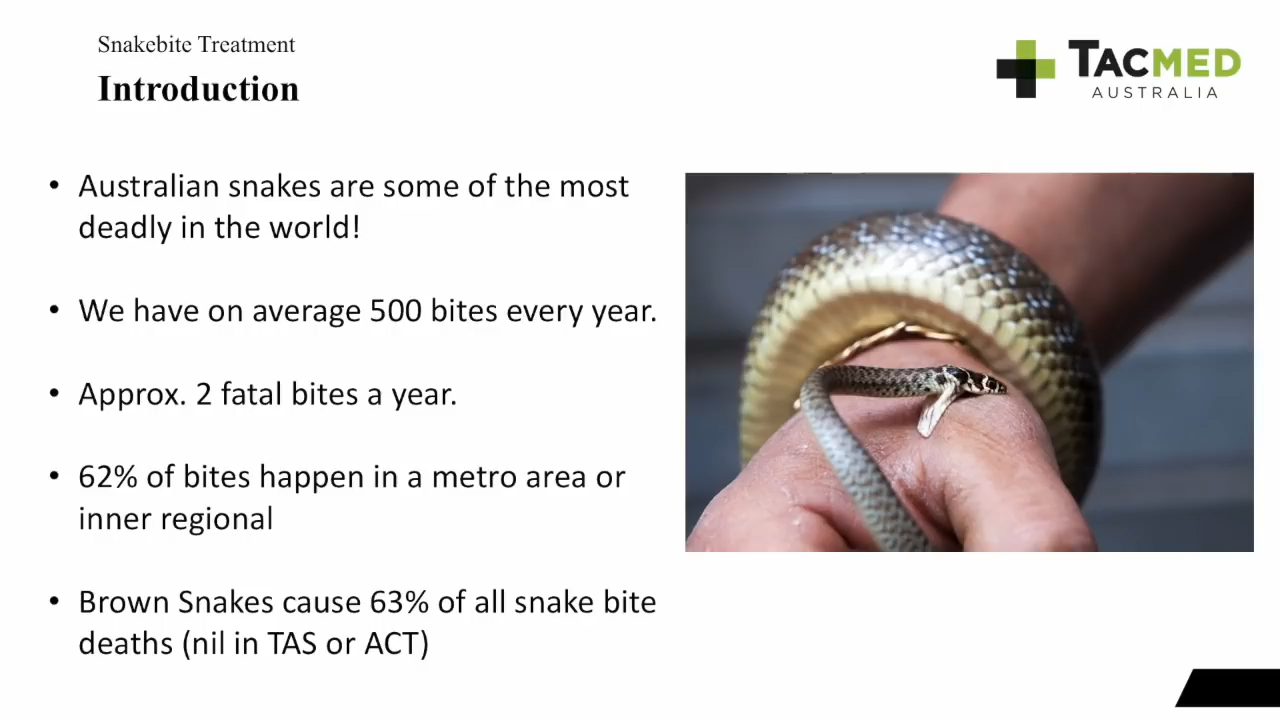 Snakebite Treatment
Introduction
TACMED
AUSTRALIA
• Australian snakes are some of the most
deadly in the world!
• We have on average 500 bites every year.
• Approx. 2 fatal bites a year.
• 62% of bites happen in a metro area or
inner regional
• Brown Snakes cause 63% of all snake bite
deaths (nil in TAS or ACT)